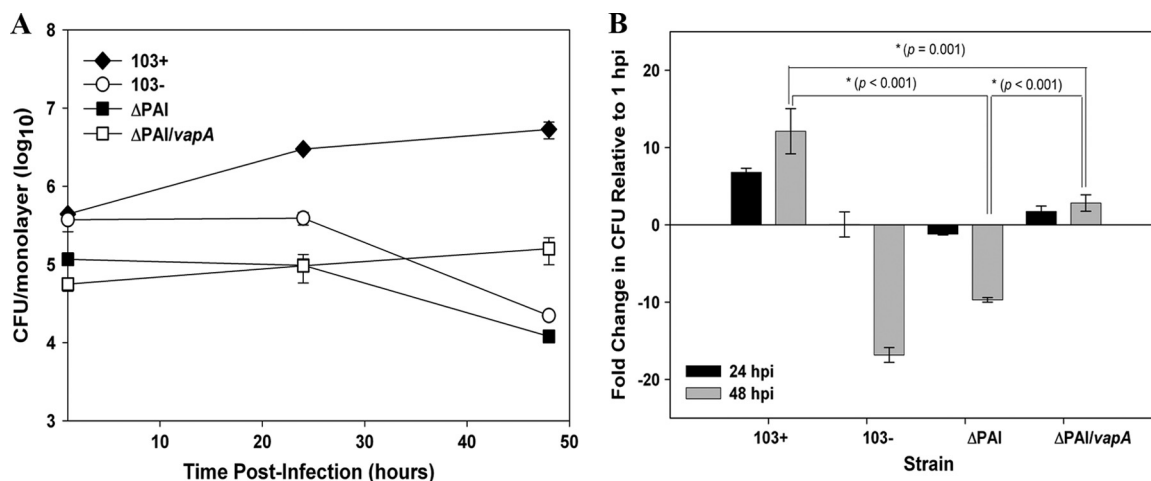 A
8
7
6
5
4
3
CFU/monolayer (log10)
103+
103-
ΔPAI
ΔPAI/vapA
10
20
30
40
50
Time Post-Infection (hours)
B
20
10
0
-10
-20
Fold Change in CFU Relative to 1 hpi
* (p = 0.001)
* (p < 0.001)
* (p < 0.001)
24 hpi
48 hpi
103+
103-
ΔPAI
ΔPAI/vapA
Strain